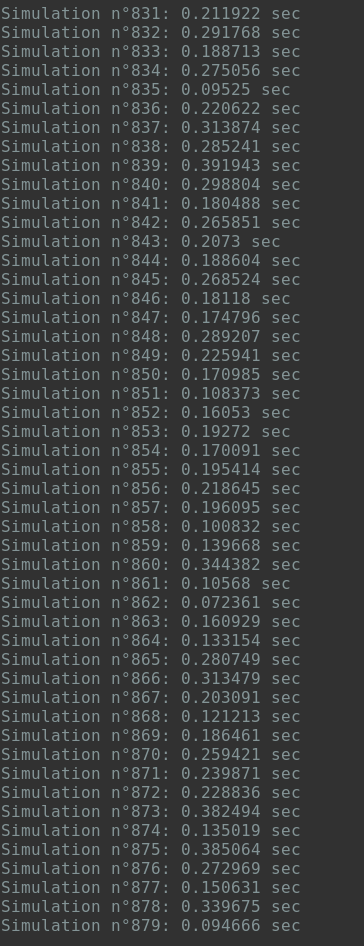 Simulation n°831: 0.211922 sec
Simulation n°832: 0.291768 sec
Simulation n°833: 0.188713 sec
Simulation n°834: 0.275056 sec
Simulation n°835: 0.09525 sec
Simulation n°836: 0.220622 sec
Simulation n°837: 0.313874 sec
Simulation n°838: 0.285241 sec
Simulation n°839: 0.391943 sec
Simulation n°840: 0.298804 sec
Simulation n°841: 0.180488 sec
Simulation n°842: 0.265851 sec
Simulation n°843: 0.2073 sec
Simulation n°844: 0.188604 sec
Simulation n°845: 0.268524 sec
Simulation n°846: 0.18118 sec
Simulation n°847: 0.174796 sec
Simulation n°848: 0.289207 sec
Simulation n°849: 0.225941 sec
Simulation n°850: 0.170985 sec
Simulation n°851: 0.108373 sec
Simulation n°852: 0.16053 sec
Simulation n°853: 0.19272 sec
Simulation n°854: 0.170091 sec
Simulation n°855: 0.195414 sec
Simulation n°856: 0.218645 sec
Simulation n°857: 0.196095 sec
Simulation n°858: 0.100832 sec
Simulation n°859: 0.139668 sec
Simulation n°860: 0.344382 sec
Simulation n°861: 0.10568 sec
Simulation n°862: 0.072361 sec
Simulation n°863: 0.160929 sec
Simulation n°864: 0.133154 sec
Simulation n°865: 0.280749 sec
Simulation n°866: 0.313479 sec
Simulation n°867: 0.203091 sec
Simulation n°868: 0.121213 sec
Simulation n°869: 0.186461 sec
Simulation n°870: 0.259421 sec
Simulation n°871: 0.239871 sec
Simulation n°872: 0.228836 sec
Simulation n°873: 0.382494 sec
Simulation n°874: 0.135019 sec
Simulation n°875: 0.385064 sec
Simulation n°876: 0.272969 sec
Simulation n°877: 0.150631 sec
Simulation n°878: 0.339675 sec
Simulation n°879: 0.094666 sec